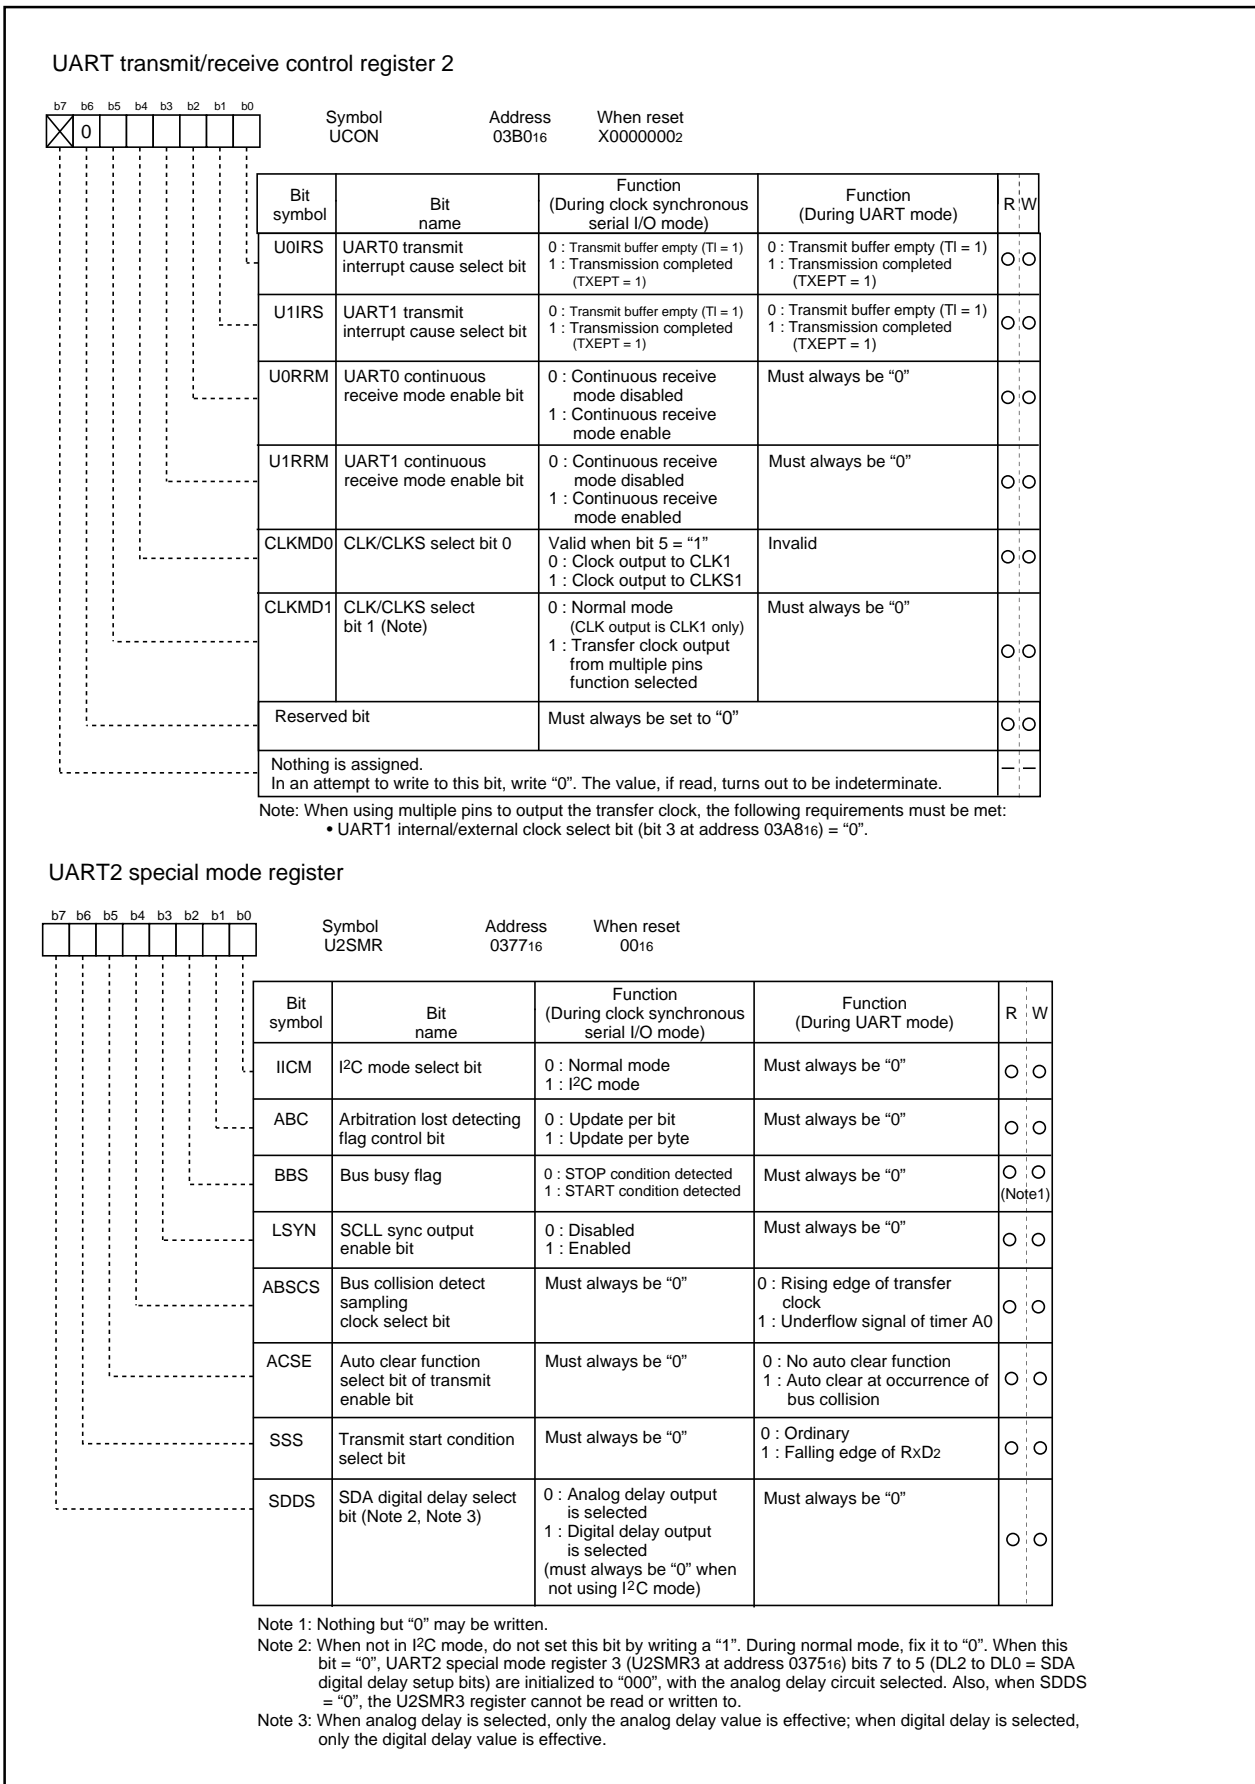 UART transmit/receive control register 2
b7 b6 b5 b4 b3 b2 b1 b0
0
Symbol Address When reset
UCON 03B016 X00000002
Bit symbol
Bit name
Function (During clock synchronous serial I/O mode)
Function (During UART mode)
R W
U0IRS
UART0 transmit
interrupt cause select bit
0 : Transmit buffer empty (TI = 1)
1 : Transmission completed
(TXEPT = 1)
0 : Transmit buffer empty (TI = 1)
1 : Transmission completed
(TXEPT = 1)
U1IRS
UART1 transmit
interrupt cause select bit
0 : Transmit buffer empty (TI = 1)
1 : Transmission completed
(TXEPT = 1)
0 : Transmit buffer empty (TI = 1)
1 : Transmission completed
(TXEPT = 1)
U0RRM
UART0 continuous
receive mode enable bit
0 : Continuous receive
mode disabled
1 : Continuous receive
mode enable
Must always be “0”
U1RRM
UART1 continuous
receive mode enable bit
0 : Continuous receive
mode disabled
1 : Continuous receive
mode enabled
Must always be “0”
CLKMD0
CLK/CLKS select bit 0
Valid when bit 5 = “1”
0 : Clock output to CLK1
1 : Clock output to CLKS1
Invalid
CLKMD1
CLK/CLKS select
bit 1 (Note)
0 : Normal mode
(CLK output is CLK1 only)
1 : Transfer clock output
from multiple pins
function selected
Must always be “0”
Reserved bit
Must always be set to “0”
Nothing is assigned.
In an attempt to write to this bit, write “0”. The value, if read, turns out to be indeterminate.
Note: When using multiple pins to output the transfer clock, the following requirements must be met:
• UART1 internal/external clock select bit (bit 3 at address 03A816) = “0”.
UART2 special mode register
b7 b6 b5 b4 b3 b2 b1 b0
Symbol Address When reset
U2SMR 037716 0016
Bit symbol
Bit name
Function (During clock synchronous serial I/O mode)
Function (During UART mode)
R W
IICM
I2C mode select bit
0 : Normal mode
1 : I2C mode
Must always be “0”
ABC
Arbitration lost detecting
flag control bit
0 : Update per bit
1 : Update per byte
Must always be “0”
BBS
Bus busy flag
0 : STOP condition detected
1 : START condition detected
Must always be “0”
(Note1)
LSYN
SCLL sync output
enable bit
0 : Disabled
1 : Enabled
Must always be “0”
ABSCS
Bus collision detect
sampling
clock select bit
Must always be “0”
0 : Rising edge of transfer
clock
1 : Underflow signal of timer A0
ACSE
Auto clear function
select bit of transmit
enable bit
Must always be “0”
0 : No auto clear function
1 : Auto clear at occurrence of
bus collision
SSS
Transmit start condition
select bit
Must always be “0”
0 : Ordinary
1 : Falling edge of RxD2
SDDS
SDA digital delay select
bit (Note 2, Note 3)
0 : Analog delay output
is selected
1 : Digital delay output
is selected
(must always be “0” when
not using I2C mode)
Must always be “0”
Note 1: Nothing but “0” may be written.
Note 2: When not in I2C mode, do not set this bit by writing a “1”. During normal mode, fix it to “0”. When this
bit = “0”, UART2 special mode register 3 (U2SMR3 at address 037516) bits 7 to 5 (DL2 to DL0 = SDA
digital delay setup bits) are initialized to “000”, with the analog delay circuit selected. Also, when SDDS
= “0”, the U2SMR3 register cannot be read or written to.
Note 3: When analog delay is selected, only the analog delay value is effective; when digital delay is selected,
only the digital delay value is effective.